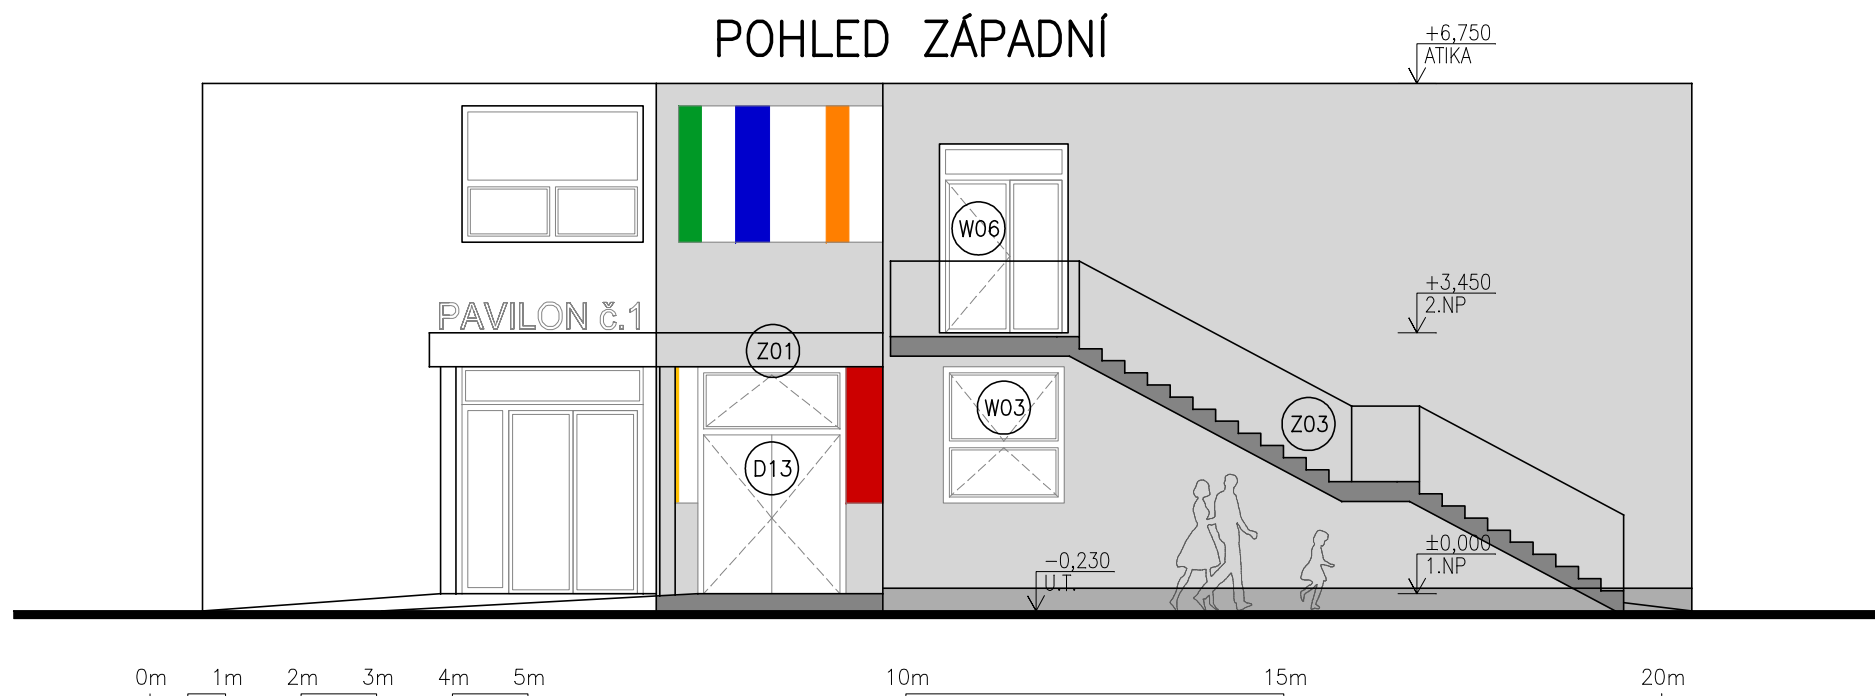 POHLED ZÁPADNÍ
+6,750
ATIKA
W06
+3,450
2.NP
PAVILON č.1
Z01
W03
Z03
D13
±0,000
1.NP
-0,230
U.T.
0m 1m 2m 3m 4m 5m 10m 15m 20m